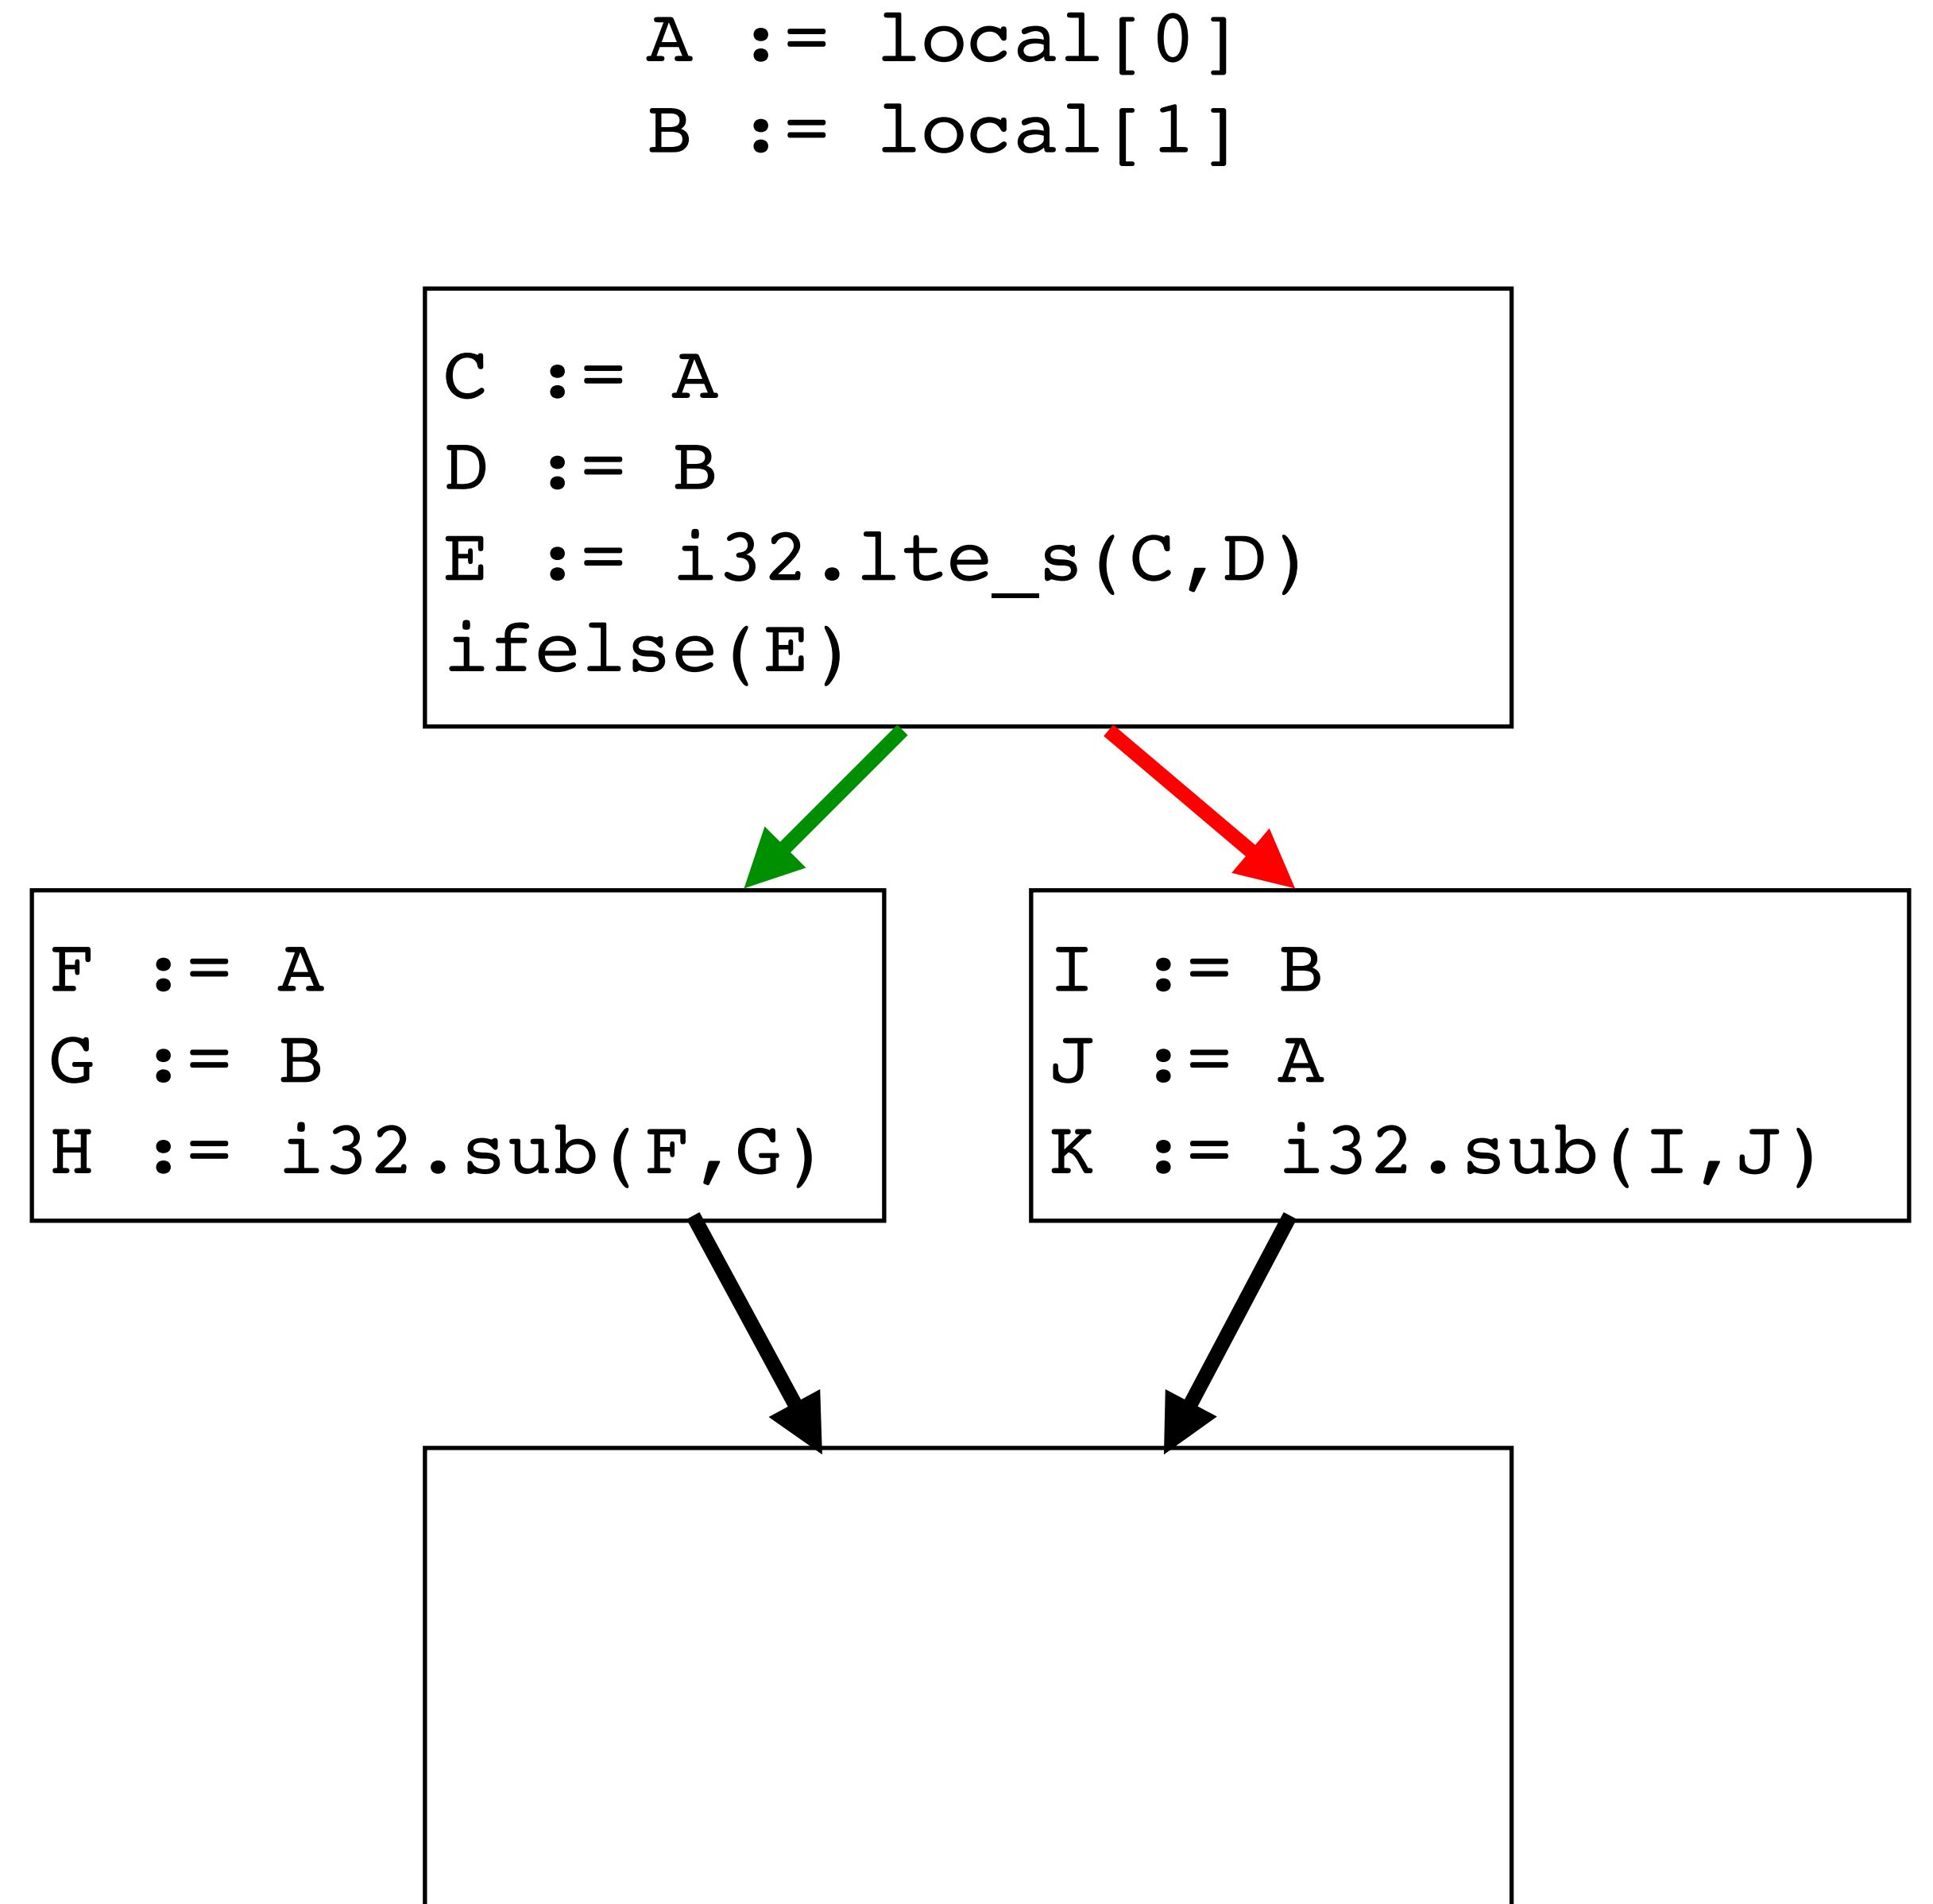 A := local[0]
B := local[1]
C := A
D := B
E := i32.lte_s(C,D)
ifelse(E)
F := A
G := B
H := i32.sub(F,G)
I := B
J := A
K := i32.sub(I,J)